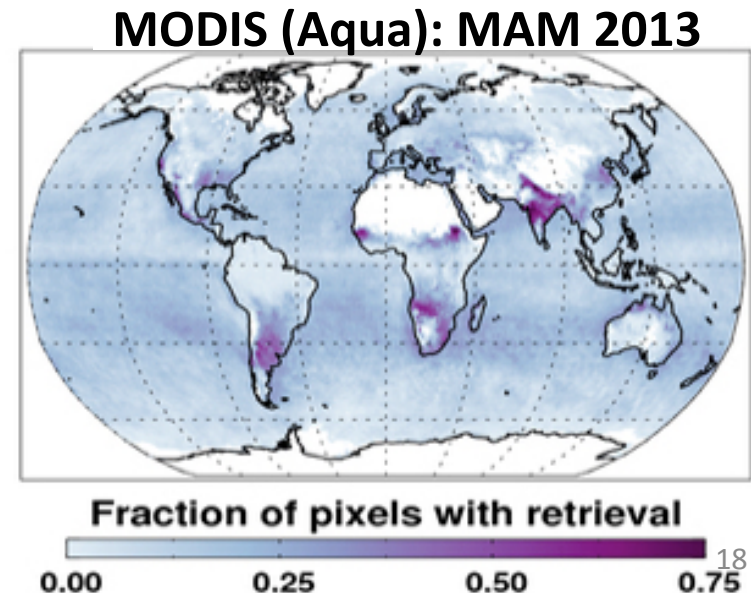 MODIS (Aqua): MAM 2013
Fraction of pixels with retrieval
18
0.00 0.25 0.50 0.75